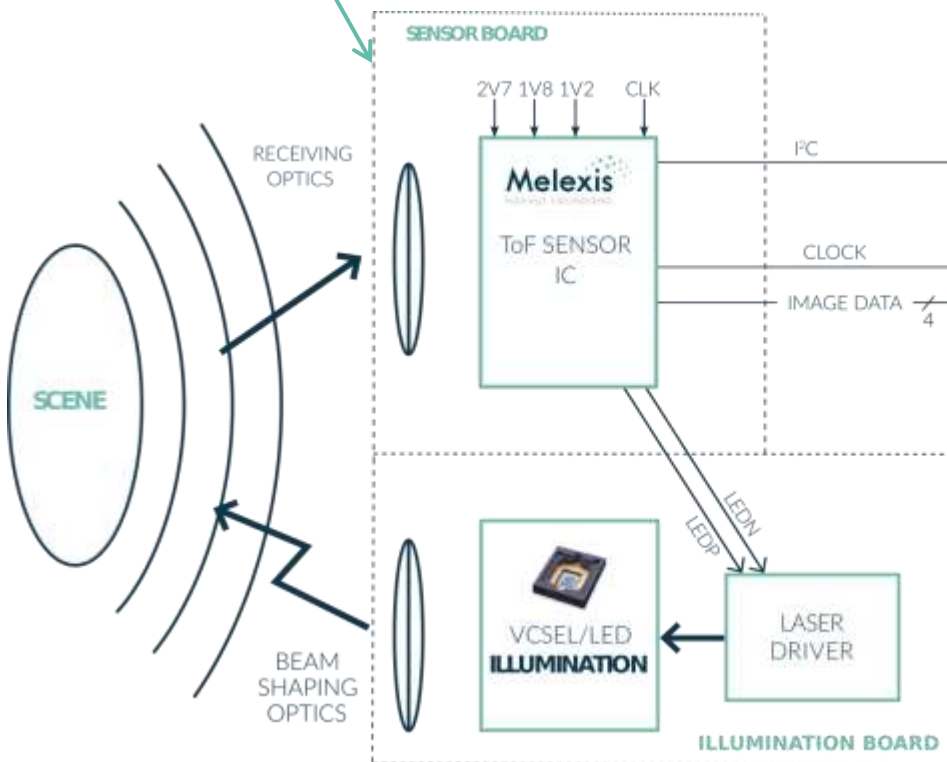 SENSOR BOARD
2V7 1V8 1V2 CLK
RECEIVING
OPTICS
Melexis
ToF SENSOR
IC
I²C
CLOCK
IMAGE DATA
4
SCENE
LEDN
LEDP
VCSEL/LED
ILLUMINATION
LASER
DRIVER
BEAM
SHAPING
OPTICS
ILLUMINATION BOARD